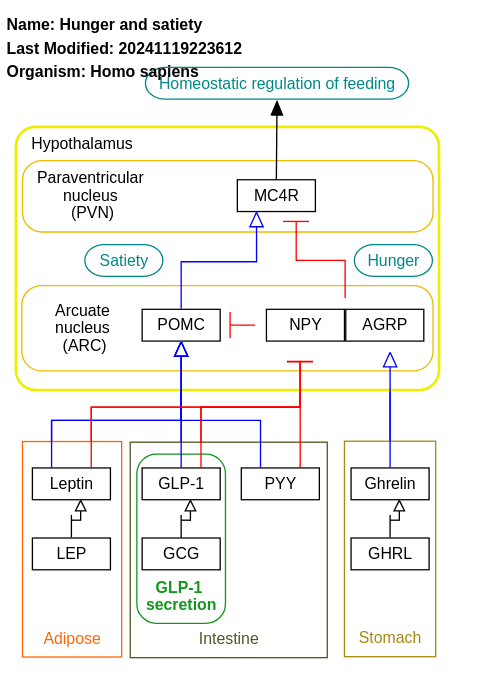 Name: Hunger and satiety
Last Modified: 20241119223612
Organism: Homo sapiens
Homeostatic regulation of feeding
Hypothalamus
Paraventricular
nucleus
(PVN)
MC4R
Satiety
Hunger
Arcuate
nucleus
(ARC)
POMC
NPY
AGRP
Leptin
GLP-1
PYY
Ghrelin
LEP
GCG
GHRL
GLP-1
secretion
Adipose
Intestine
Stomach